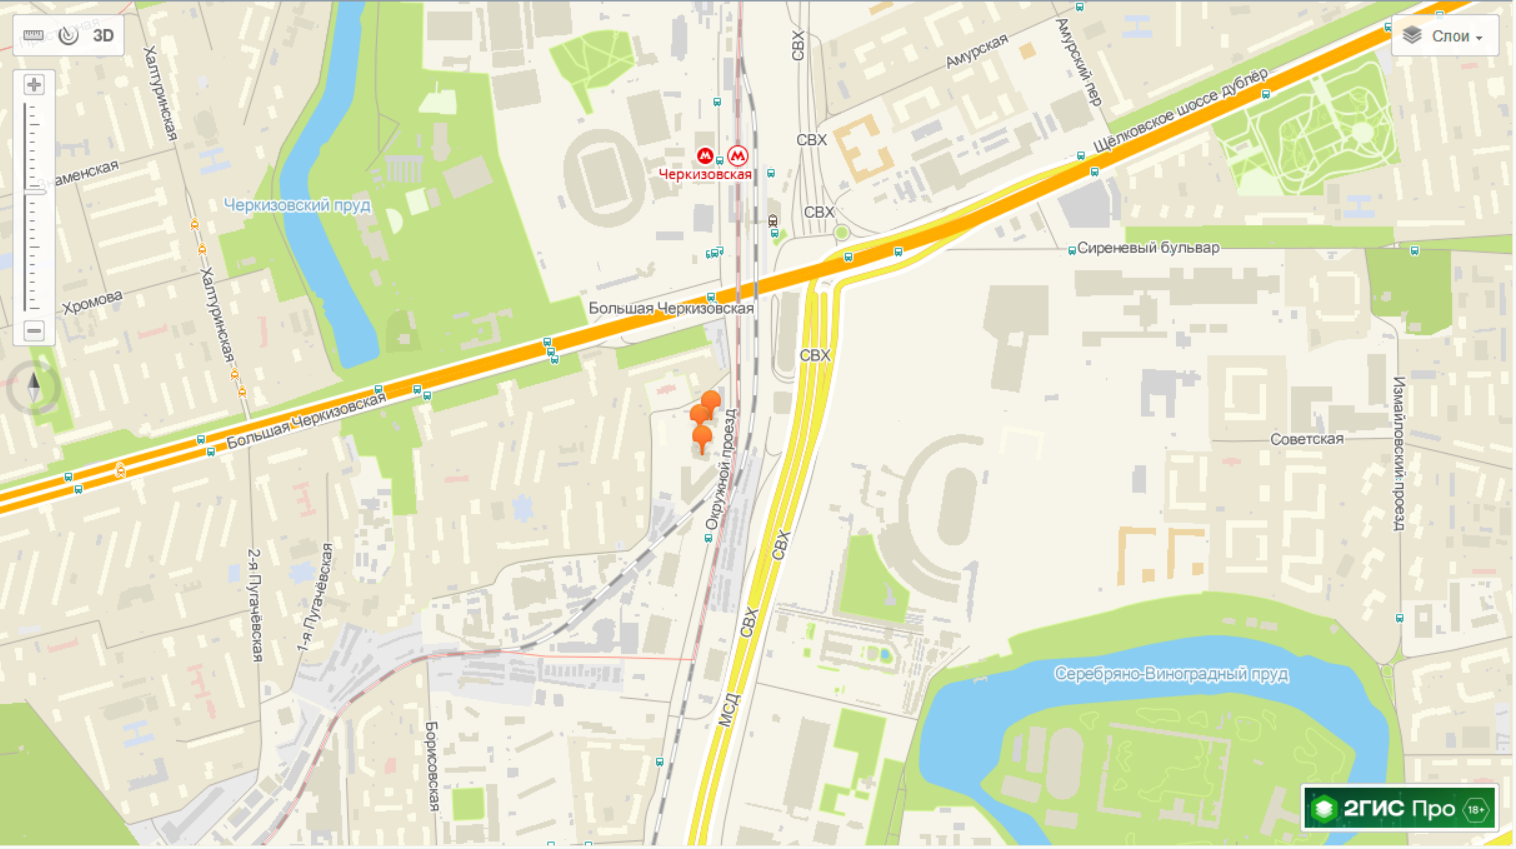 3D
Слои
Амурская
Амурский пер
Халтуринская
СВХ
Щёлковское шоссе дублёр
СВХ
Знаменская
Черкизовская
Черкизовский пруд
СВХ
Сиреневый бульвар
Хромова
Халтуринская
Большая Черкизовская
СВХ
Большая Черкизовская
Окружной проезд
Советская
Измайловский проезд
СВХ
2-я Пугачёвская
1-я Пугачёвская
СВХ
Серебряно-Виноградный пруд
МСД
Борисовская
2ГИС Про 18+